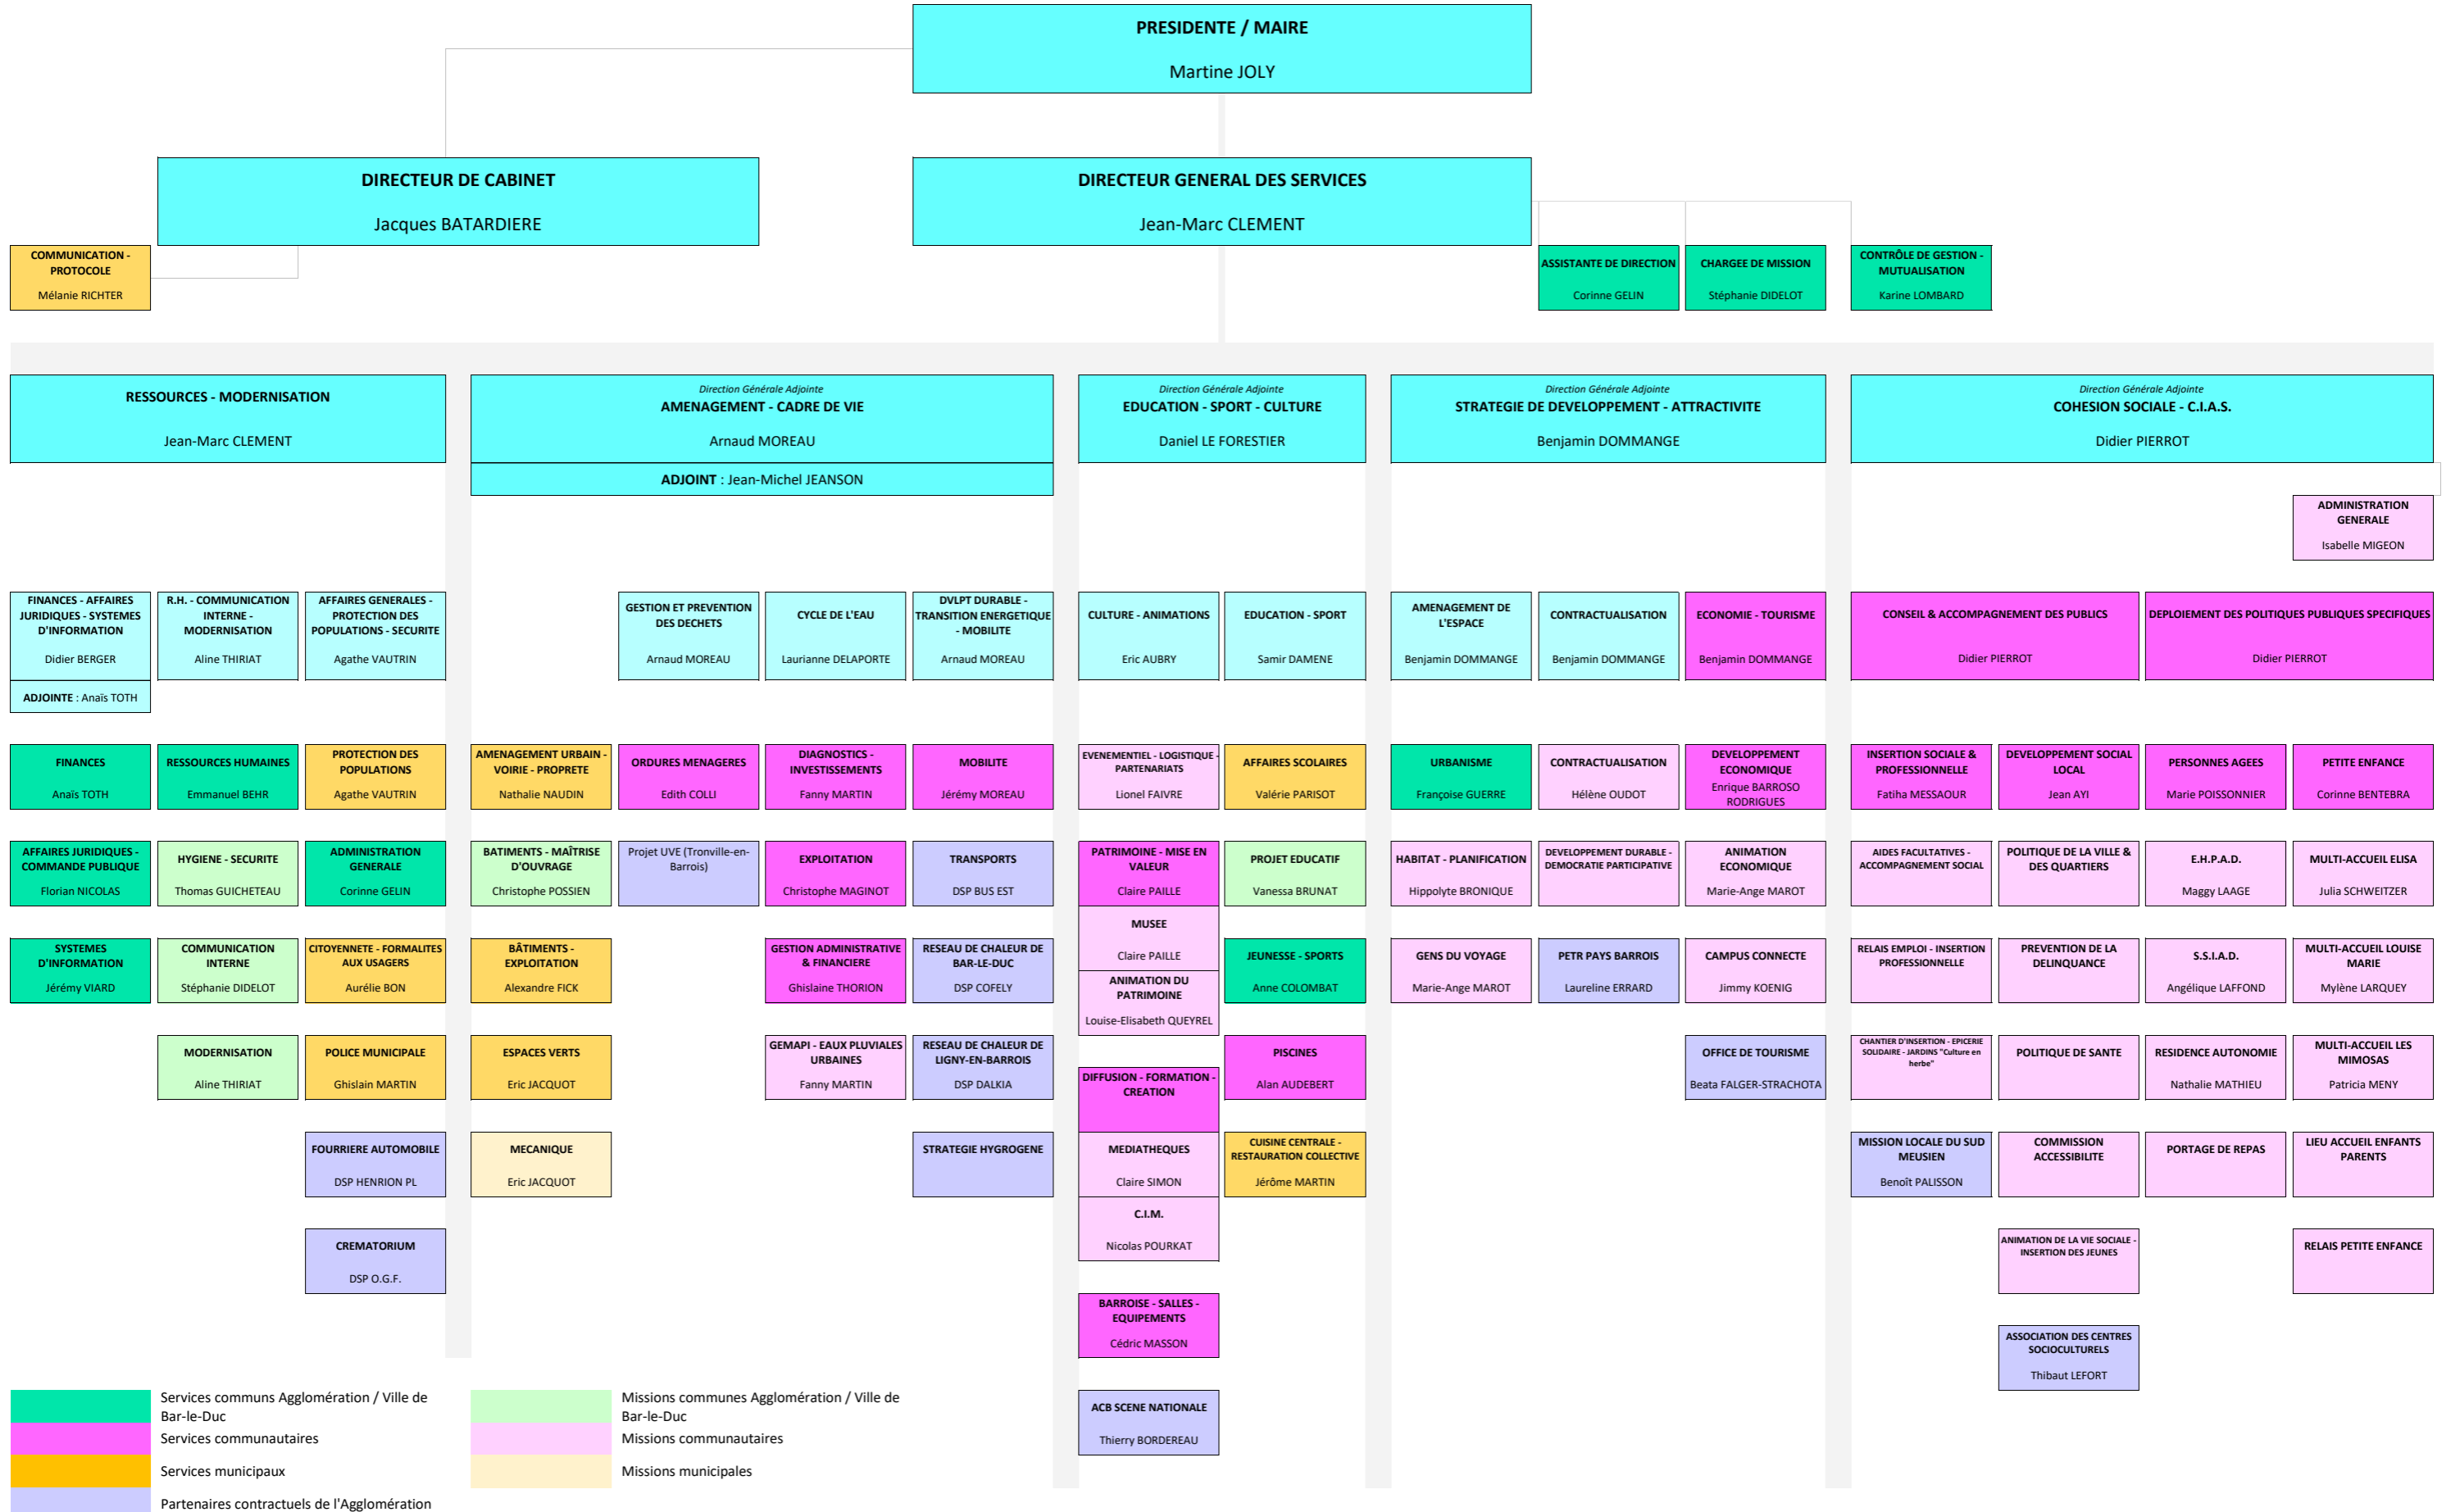 PRESIDENTE / MAIRE
Martine JOLY
DIRECTEUR DE CABINET
Jacques BATARDIERE
DIRECTEUR GENERAL DES SERVICES
Jean-Marc CLEMENT
COMMUNICATION -
PROTOCOLE
Mélanie RICHTER
ASSISTANTE DE DIRECTION
Corinne GELIN
CHARGEE DE MISSION
Stéphanie DIDELOT
CONTRÔLE DE GESTION -
MUTUALISATION
Karine LOMBARD
RESSOURCES - MODERNISATION
Jean-Marc CLEMENT
Direction Générale Adjointe
AMENAGEMENT - CADRE DE VIE
Arnaud MOREAU
ADJOINT : Jean-Michel JEANSON
Direction Générale Adjointe
EDUCATION - SPORT - CULTURE
Daniel LE FORESTIER
Direction Générale Adjointe
STRATEGIE DE DEVELOPPEMENT - ATTRACTIVITE
Benjamin DOMMANGE
Direction Générale Adjointe
COHESION SOCIALE - C.I.A.S.
Didier PIERROT
ADMINISTRATION
GENERALE
Isabelle MIGEON
FINANCES - AFFAIRES
JURIDIQUES - SYSTEMES
D'INFORMATION
Didier BERGER
ADJOINTE : Anaïs TOTH
R.H. - COMMUNICATION
INTERNE -
MODERNISATION
Aline THIRIAT
AFFAIRES GENERALES -
PROTECTION DES
POPULATIONS - SECURITE
Agathe VAUTRIN
GESTION ET PREVENTION
DES DECHETS
Arnaud MOREAU
CYCLE DE L'EAU
Laurianne DELAPORTE
DVLPT DURABLE -
TRANSITION ENERGETIQUE
- MOBILITE
Arnaud MOREAU
CULTURE - ANIMATIONS
Eric AUBRY
EDUCATION - SPORT
Samir DAMENE
AMENAGEMENT DE
L'ESPACE
Benjamin DOMMANGE
CONTRACTUALISATION
Benjamin DOMMANGE
ECONOMIE - TOURISME
Benjamin DOMMANGE
CONSEIL & ACCOMPAGNEMENT DES PUBLICS
Didier PIERROT
DEPLOIEMENT DES POLITIQUES PUBLIQUES SPECIFIQUES
Didier PIERROT
FINANCES
Anaïs TOTH
RESSOURCES HUMAINES
Emmanuel BEHR
PROTECTION DES
POPULATIONS
Agathe VAUTRIN
AMENAGEMENT URBAIN -
VOIRIE - PROPRETE
Nathalie NAUDIN
ORDURES MENAGERES
Edith COLLI
DIAGNOSTICS -
INVESTISSEMENTS
Fanny MARTIN
MOBILITE
Jérémy MOREAU
EVENEMENTIEL - LOGISTIQUE -
PARTENARIATS
Lionel FAIVRE
AFFAIRES SCOLAIRES
Valérie PARISOT
URBANISME
Françoise GUERRE
CONTRACTUALISATION
Hélène OUDOT
DEVELOPPEMENT
ECONOMIQUE
Enrique BARROSO
RODRIGUES
INSERTION SOCIALE &
PROFESSIONNELLE
Fatiha MESSAOUR
DEVELOPPEMENT SOCIAL
LOCAL
Jean AYI
PERSONNES AGEES
Marie POISSONNIER
PETITE ENFANCE
Corinne BENTEBRA
AFFAIRES JURIDIQUES -
COMMANDE PUBLIQUE
Florian NICOLAS
HYGIENE - SECURITE
Thomas GUICHETEAU
ADMINISTRATION
GENERALE
Corinne GELIN
BATIMENTS - MAÎTRISE
D'OUVRAGE
Christophe POSSIEN
Projet UVE (Tronville-en-
Barrois)
EXPLOITATION
Christophe MAGINOT
TRANSPORTS
DSP BUS EST
PATRIMOINE - MISE EN
VALEUR
Claire PAILLE
PROJET EDUCATIF
Vanessa BRUNAT
HABITAT - PLANIFICATION
Hippolyte BRONIQUE
DEVELOPPEMENT DURABLE -
DEMOCRATIE PARTICIPATIVE
ANIMATION
ECONOMIQUE
Marie-Ange MAROT
AIDES FACULTATIVES -
ACCOMPAGNEMENT SOCIAL
POLITIQUE DE LA VILLE &
DES QUARTIERS
E.H.P.A.D.
Maggy LAAGE
MULTI-ACCUEIL ELISA
Julia SCHWEITZER
MUSEE
Claire PAILLE
SYSTEMES
D'INFORMATION
Jérémy VIARD
COMMUNICATION
INTERNE
Stéphanie DIDELOT
CITOYENNETE - FORMALITES
AUX USAGERS
Aurélie BON
BÂTIMENTS -
EXPLOITATION
Alexandre FICK
GESTION ADMINISTRATIVE
& FINANCIERE
Ghislaine THORION
RESEAU DE CHALEUR DE
BAR-LE-DUC
DSP COFELY
ANIMATION DU
PATRIMOINE
Louise-Elisabeth QUEYREL
JEUNESSE - SPORTS
Anne COLOMBAT
GENS DU VOYAGE
Marie-Ange MAROT
PETR PAYS BARROIS
Laureline ERRARD
CAMPUS CONNECTE
Jimmy KOENIG
RELAIS EMPLOI - INSERTION
PROFESSIONNELLE
PREVENTION DE LA
DELINQUANCE
S.S.I.A.D.
Angélique LAFFOND
MULTI-ACCUEIL LOUISE
MARIE
Mylène LARQUEY
MODERNISATION
Aline THIRIAT
POLICE MUNICIPALE
Ghislain MARTIN
ESPACES VERTS
Eric JACQUOT
GEMAPI - EAUX PLUVIALES
URBAINES
Fanny MARTIN
RESEAU DE CHALEUR DE
LIGNY-EN-BARROIS
DSP DALKIA
DIFFUSION - FORMATION -
CREATION
PISCINES
Alan AUDEBERT
OFFICE DE TOURISME
Beata FALGER-STRACHOTA
CHANTIER D'INSERTION - EPICERIE
SOLIDAIRE - JARDINS "Culture en
herbe"
POLITIQUE DE SANTE
RESIDENCE AUTONOMIE
Nathalie MATHIEU
MULTI-ACCUEIL LES
MIMOSAS
Patricia MENY
FOURRIERE AUTOMOBILE
DSP HENRION PL
MECANIQUE
Eric JACQUOT
STRATEGIE HYGROGENE
MEDIATHEQUES
Claire SIMON
CUISINE CENTRALE -
RESTAURATION COLLECTIVE
Jérôme MARTIN
MISSION LOCALE DU SUD
MEUSIEN
Benoît PALISSON
COMMISSION
ACCESSIBILITE
PORTAGE DE REPAS
LIEU ACCUEIL ENFANTS
PARENTS
CREMATORIUM
DSP O.G.F.
C.I.M.
Nicolas POURKAT
ANIMATION DE LA VIE SOCIALE -
INSERTION DES JEUNES
RELAIS PETITE ENFANCE
BARROISE - SALLES -
EQUIPEMENTS
Cédric MASSON
ASSOCIATION DES CENTRES
SOCIOCULTURELS
Thibaut LEFORT
ACB SCENE NATIONALE
Thierry BORDEREAU
Services communs Agglomération / Ville de
Bar-le-Duc
Services communautaires
Services municipaux
Partenaires contractuels de l'Agglomération
Missions communes Agglomération / Ville de
Bar-le-Duc
Missions communautaires
Missions municipales